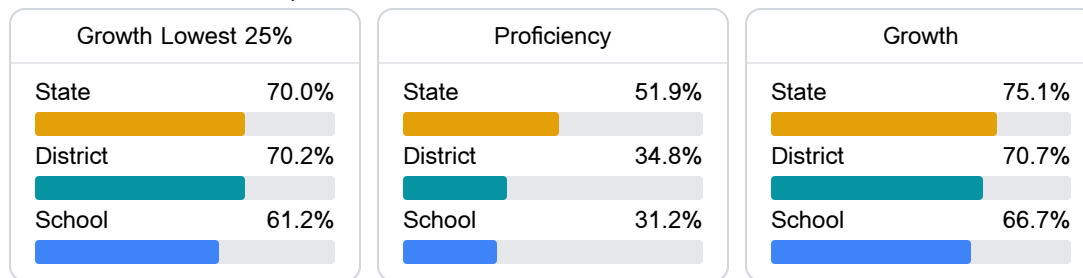 Growth Lowest 25%
State 70.0%
District 70.2%
School 61.2%
Proficiency
State 51.9%
District 34.8%
School 31.2%
Growth
State 75.1%
District 70.7%
School 66.7%